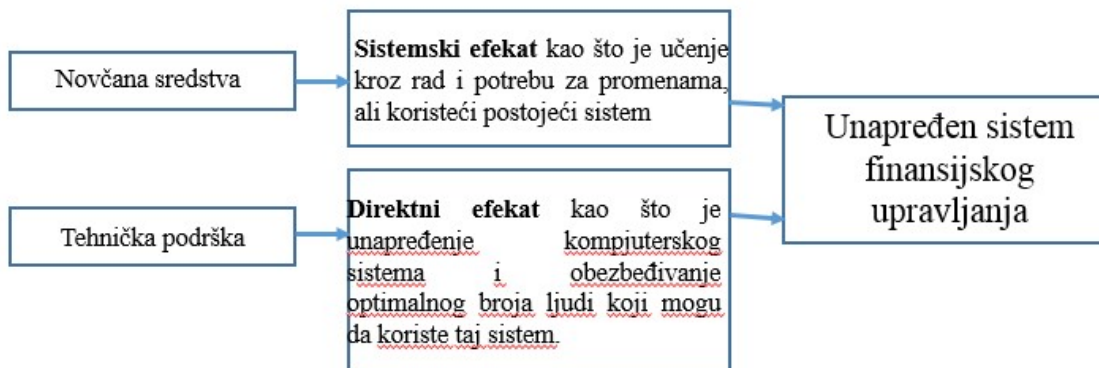 Novčana sredstva
Sistemski efekat kao što je učenje
kroz rad i potrebu za promenama,
ali koristeći postojeći sistem
Tehnička podrška
Direktni efekat kao što je
unapređenje kompjuterskog
sistema i obezbeđivanje
optimalnog broja ljudi koji mogu
da koriste taj sistem.
Unapređen sistem
finansijskog
upravljanja